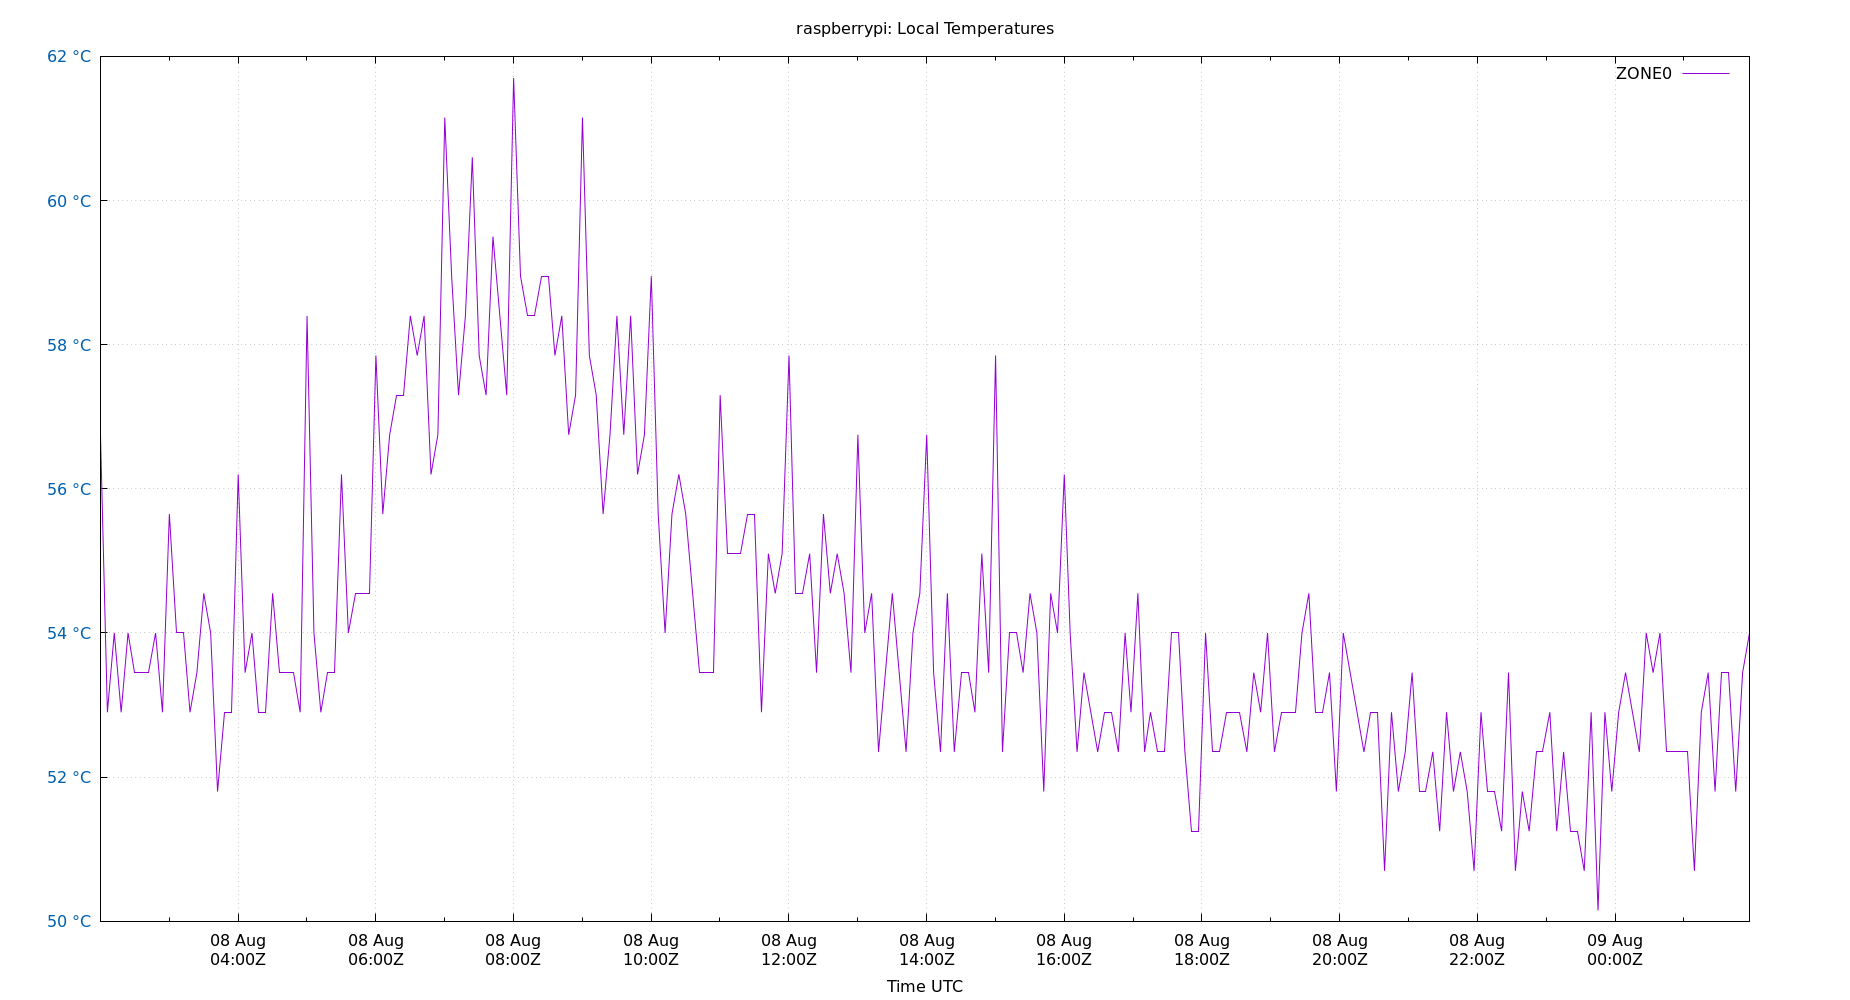 raspberrypi: Local Temperatures
ZONE0
62 °C
60 °C
58 °C
56 °C
54 °C
52 °C
50 °C
08 Aug 08 Aug 08 Aug 08 Aug 08 Aug 08 Aug 08 Aug 08 Aug 08 Aug 08 Aug 09 Aug
04:00Z 06:00Z 08:00Z 10:00Z 12:00Z 14:00Z 16:00Z 18:00Z 20:00Z 22:00Z 00:00Z
Time UTC